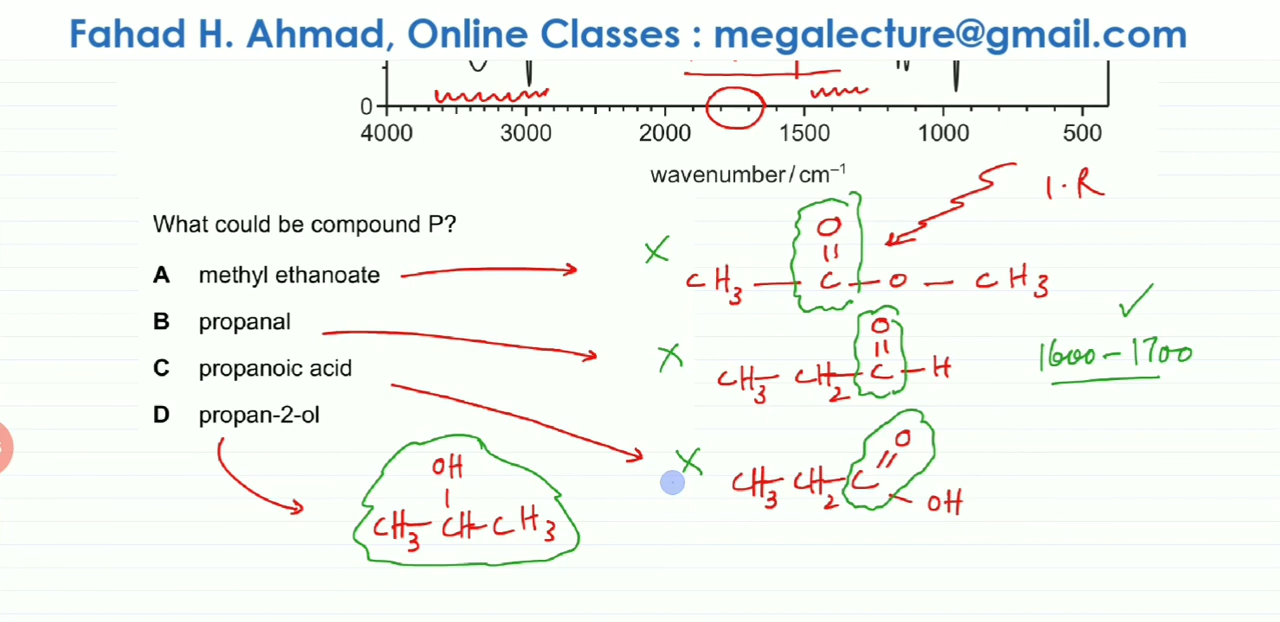 Fahad H. Ahmad, Online Classes : megalecture@gmail.com
0
4000 3000 2000 1500 1000 500
wavenumber/cm⁻¹
I.R
What could be compound P?
A methyl ethanoate
B propanal
C propanoic acid
D propan-2-ol
O
||
CH3 — C — O — CH3
O
||
CH3 CH2 — C — H
1600 - 1700
O
//
CH3 CH2 C
OH
OH
|
CH3 — CH — CH3